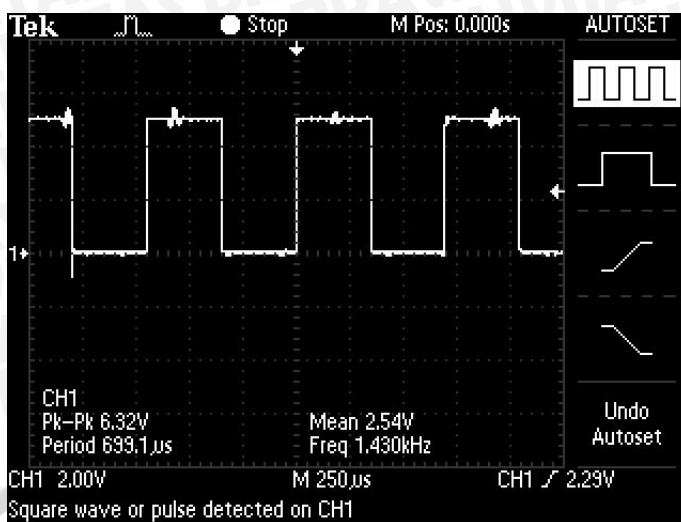 Tek Stop M Pos: 0.000s AUTOSET
1
CH1
Pk-Pk 6.32V Mean 2.54V
Period 699.1µs Freq 1.430kHz
Undo
Autoset
CH1 2.00V M 250µs CH1 2.29V
Square wave or pulse detected on CH1